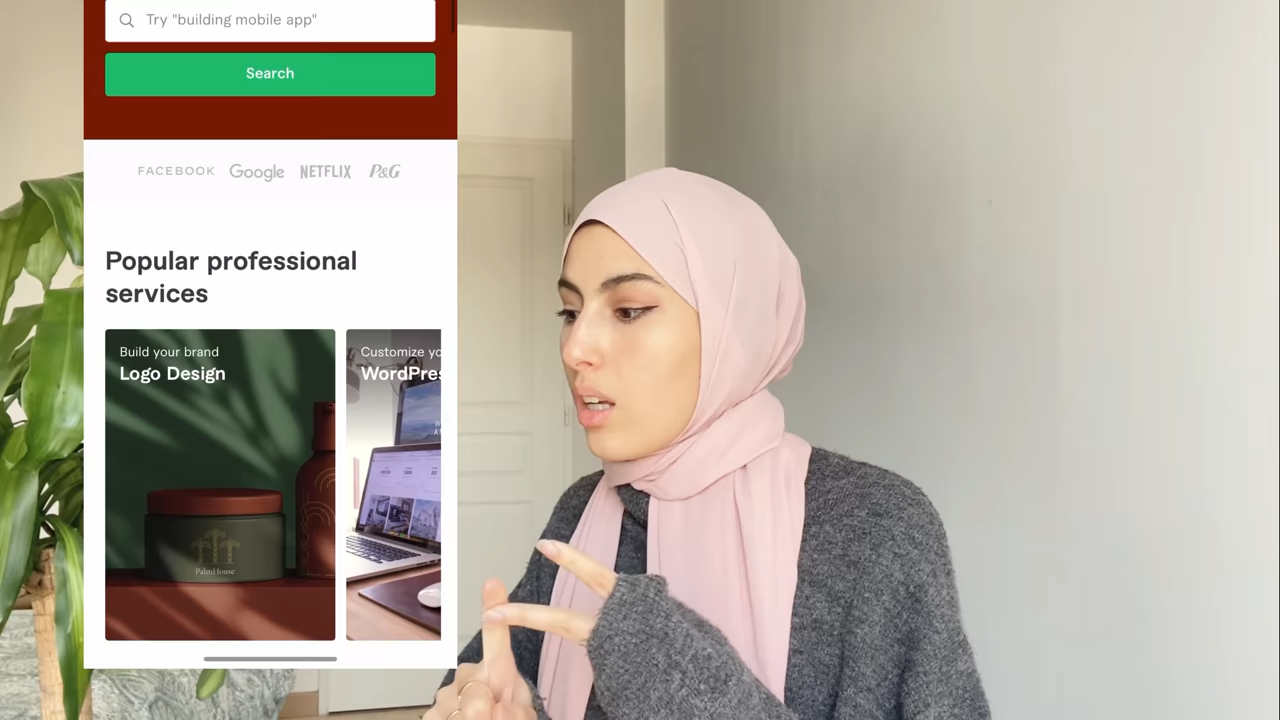 Try "building mobile app"
Search
FACEBOOK Google NETFLIX P&G
Popular professional
services
Build your brand
Logo Design
Customize yo
WordPres
PalmHouse